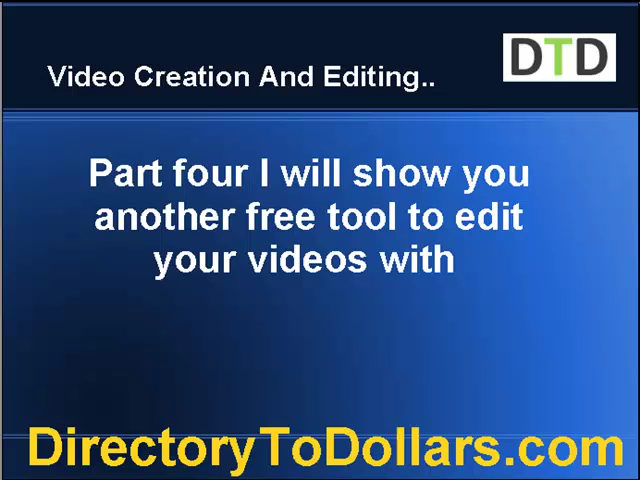 DTD
Video Creation And Editing..
Part four I will show you
another free tool to edit
your videos with
DirectoryToDollars.com